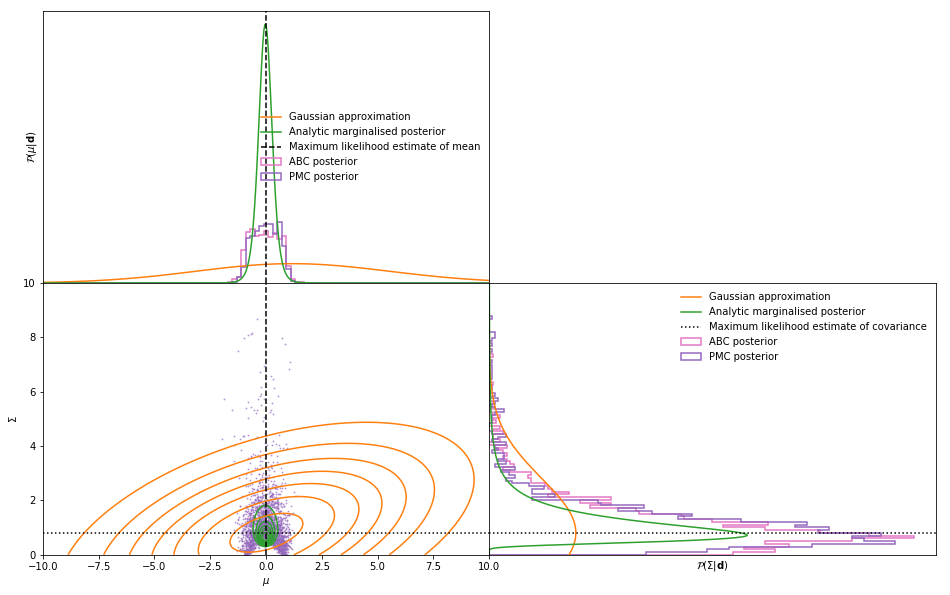 𝒫(μ|𝐝)
Gaussian approximation
Analytic marginalised posterior
Maximum likelihood estimate of mean
ABC posterior
PMC posterior
Gaussian approximation
Analytic marginalised posterior
Maximum likelihood estimate of covariance
ABC posterior
PMC posterior
10
8
6
4
2
0
Σ
−10.0 −7.5 −5.0 −2.5 0.0 2.5 5.0 7.5 10.0
μ
𝒫(Σ|𝐝)